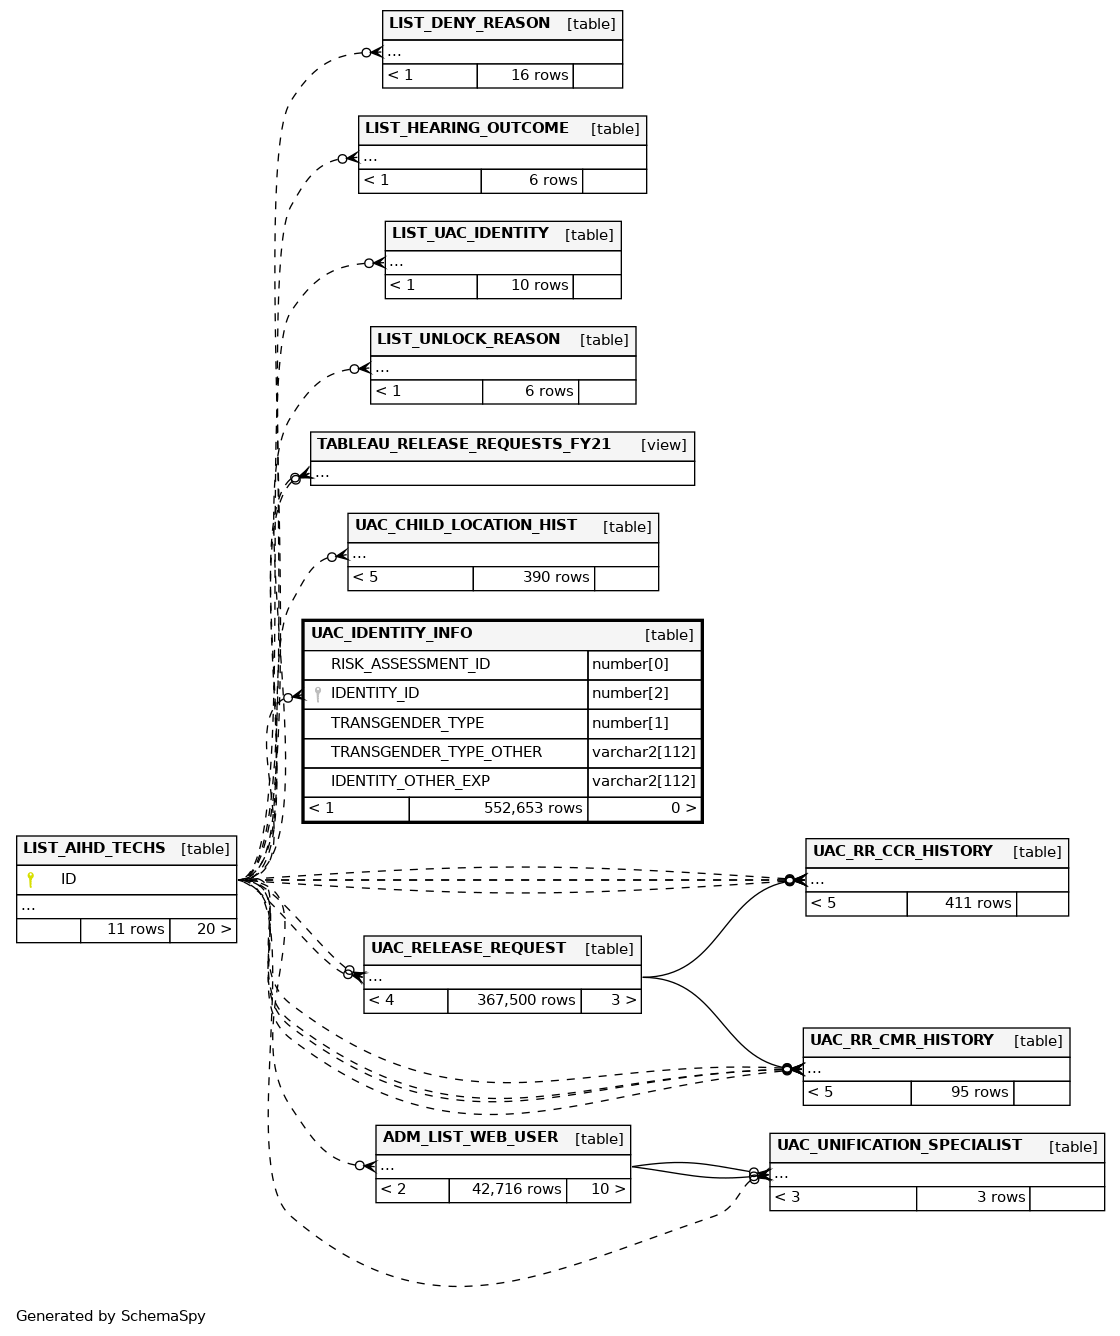 LIST_DENY_REASON [table]
...
< 1 16 rows
LIST_HEARING_OUTCOME [table]
...
< 1 6 rows
LIST_UAC_IDENTITY [table]
...
< 1 10 rows
LIST_UNLOCK_REASON [table]
...
< 1 6 rows
TABLEAU_RELEASE_REQUESTS_FY21 [view]
...
UAC_CHILD_LOCATION_HIST [table]
...
< 5 390 rows
UAC_IDENTITY_INFO [table]
RISK_ASSESSMENT_ID number[0]
IDENTITY_ID number[2]
TRANSGENDER_TYPE number[1]
TRANSGENDER_TYPE_OTHER varchar2[112]
IDENTITY_OTHER_EXP varchar2[112]
< 1 552,653 rows 0 >
LIST_AIHD_TECHS [table]
ID
...
11 rows 20 >
UAC_RR_CCR_HISTORY [table]
...
< 5 411 rows
UAC_RELEASE_REQUEST [table]
...
< 4 367,500 rows 3 >
UAC_RR_CMR_HISTORY [table]
...
< 5 95 rows
ADM_LIST_WEB_USER [table]
...
< 2 42,716 rows 10 >
UAC_UNIFICATION_SPECIALIST [table]
...
< 3 3 rows
Generated by SchemaSpy